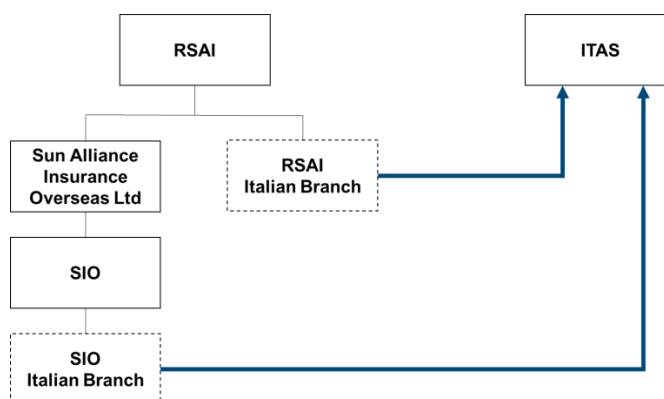 RSAI
ITAS
Sun Alliance
Insurance
Overseas Ltd
RSAI
Italian Branch
SIO
SIO
Italian Branch